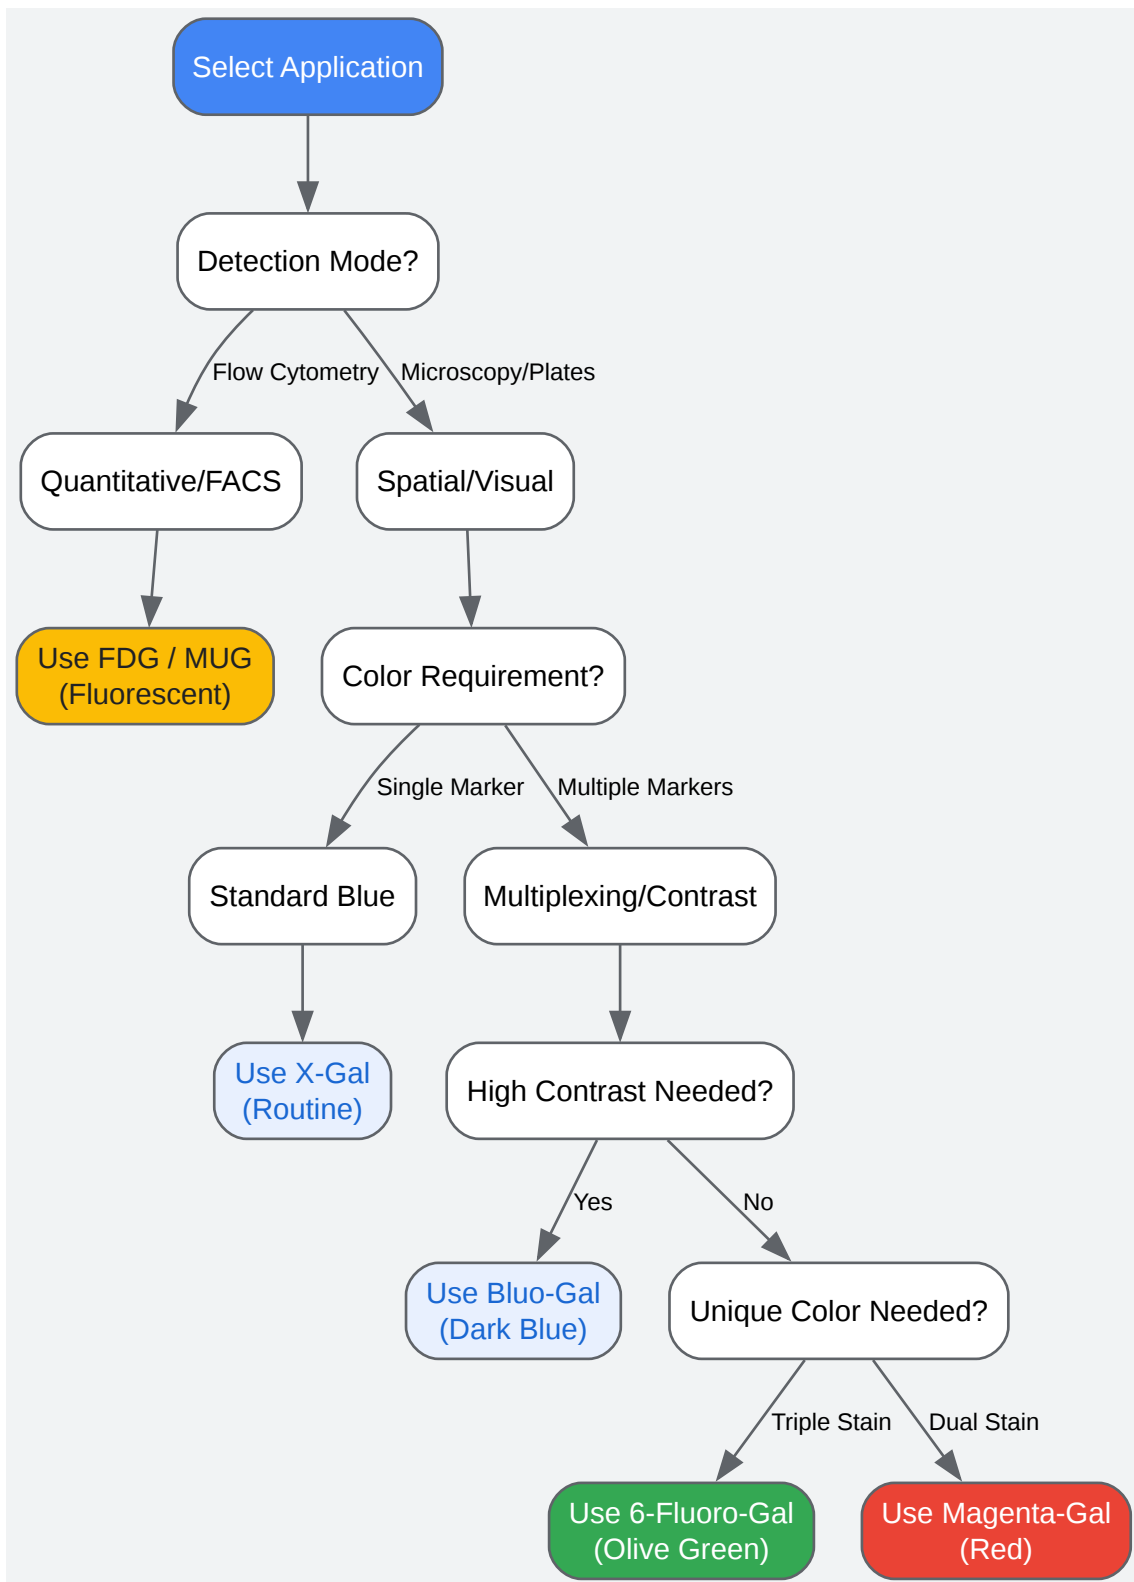 Select Application
Detection Mode?
Flow Cytometry
Microscopy/Plates
Quantitative/FACS
Spatial/Visual
Use FDG / MUG
(Fluorescent)
Color Requirement?
Single Marker
Multiple Markers
Standard Blue
Multiplexing/Contrast
Use X-Gal
(Routine)
High Contrast Needed?
Yes
No
Use Bluo-Gal
(Dark Blue)
Unique Color Needed?
Triple Stain
Dual Stain
Use 6-Fluoro-Gal
(Olive Green)
Use Magenta-Gal
(Red)